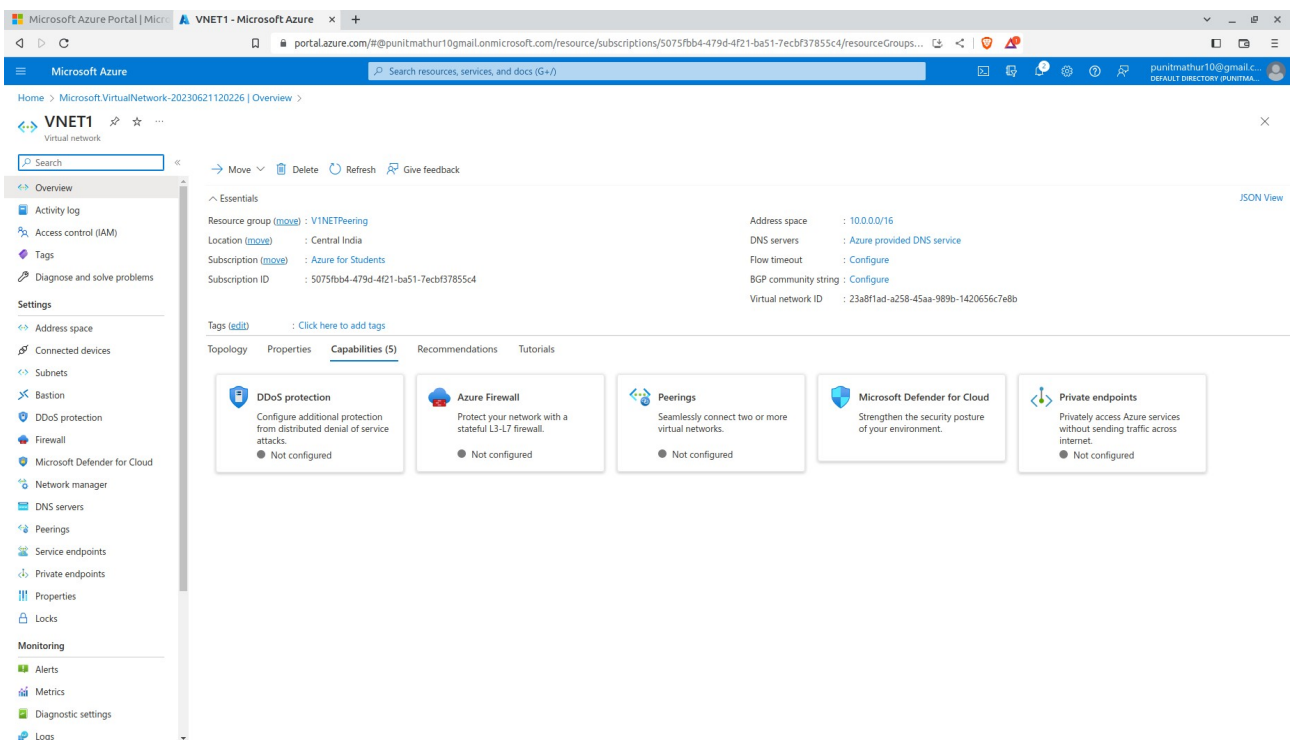 Microsoft Azure Portal | Micro
VNET1 - Microsoft Azure
portal.azure.com/#@punitmathur10gmail.onmicrosoft.com/resource/subscriptions/5075fbb4-479d-4f21-ba51-7ecbf37855c4/resourceGroups...
Microsoft Azure
Search resources, services, and docs (G+/)
2
punitmathur10@gmail.c...
DEFAULT DIRECTORY (PUNITMA...
Home > Microsoft.VirtualNetwork-20230621120226 | Overview >
VNET1
Virtual network
Search
Move
Delete
Refresh
Give feedback
Overview
Activity log
Access control (IAM)
Tags
Diagnose and solve problems
Settings
Address space
Connected devices
Subnets
Bastion
DDoS protection
Firewall
Microsoft Defender for Cloud
Network manager
DNS servers
Peerings
Service endpoints
Private endpoints
Properties
Locks
Monitoring
Alerts
Metrics
Diagnostic settings
Logs
Essentials
JSON View
Resource group (move) : V1NETPeering
Location (move) : Central India
Subscription (move) : Azure for Students
Subscription ID : 5075fbb4-479d-4f21-ba51-7ecbf37855c4
Address space : 10.0.0.0/16
DNS servers : Azure provided DNS service
Flow timeout : Configure
BGP community string : Configure
Virtual network ID : 23a8f1ad-a258-45aa-989b-1420656c7e8b
Tags (edit) : Click here to add tags
Topology Properties Capabilities (5) Recommendations Tutorials
DDoS protection
Configure additional protection
from distributed denial of service
attacks.
Not configured
Azure Firewall
Protect your network with a
stateful L3-L7 firewall.
Not configured
Peerings
Seamlessly connect two or more
virtual networks.
Not configured
Microsoft Defender for Cloud
Strengthen the security posture
of your environment.
Private endpoints
Privately access Azure services
without sending traffic across
internet.
Not configured